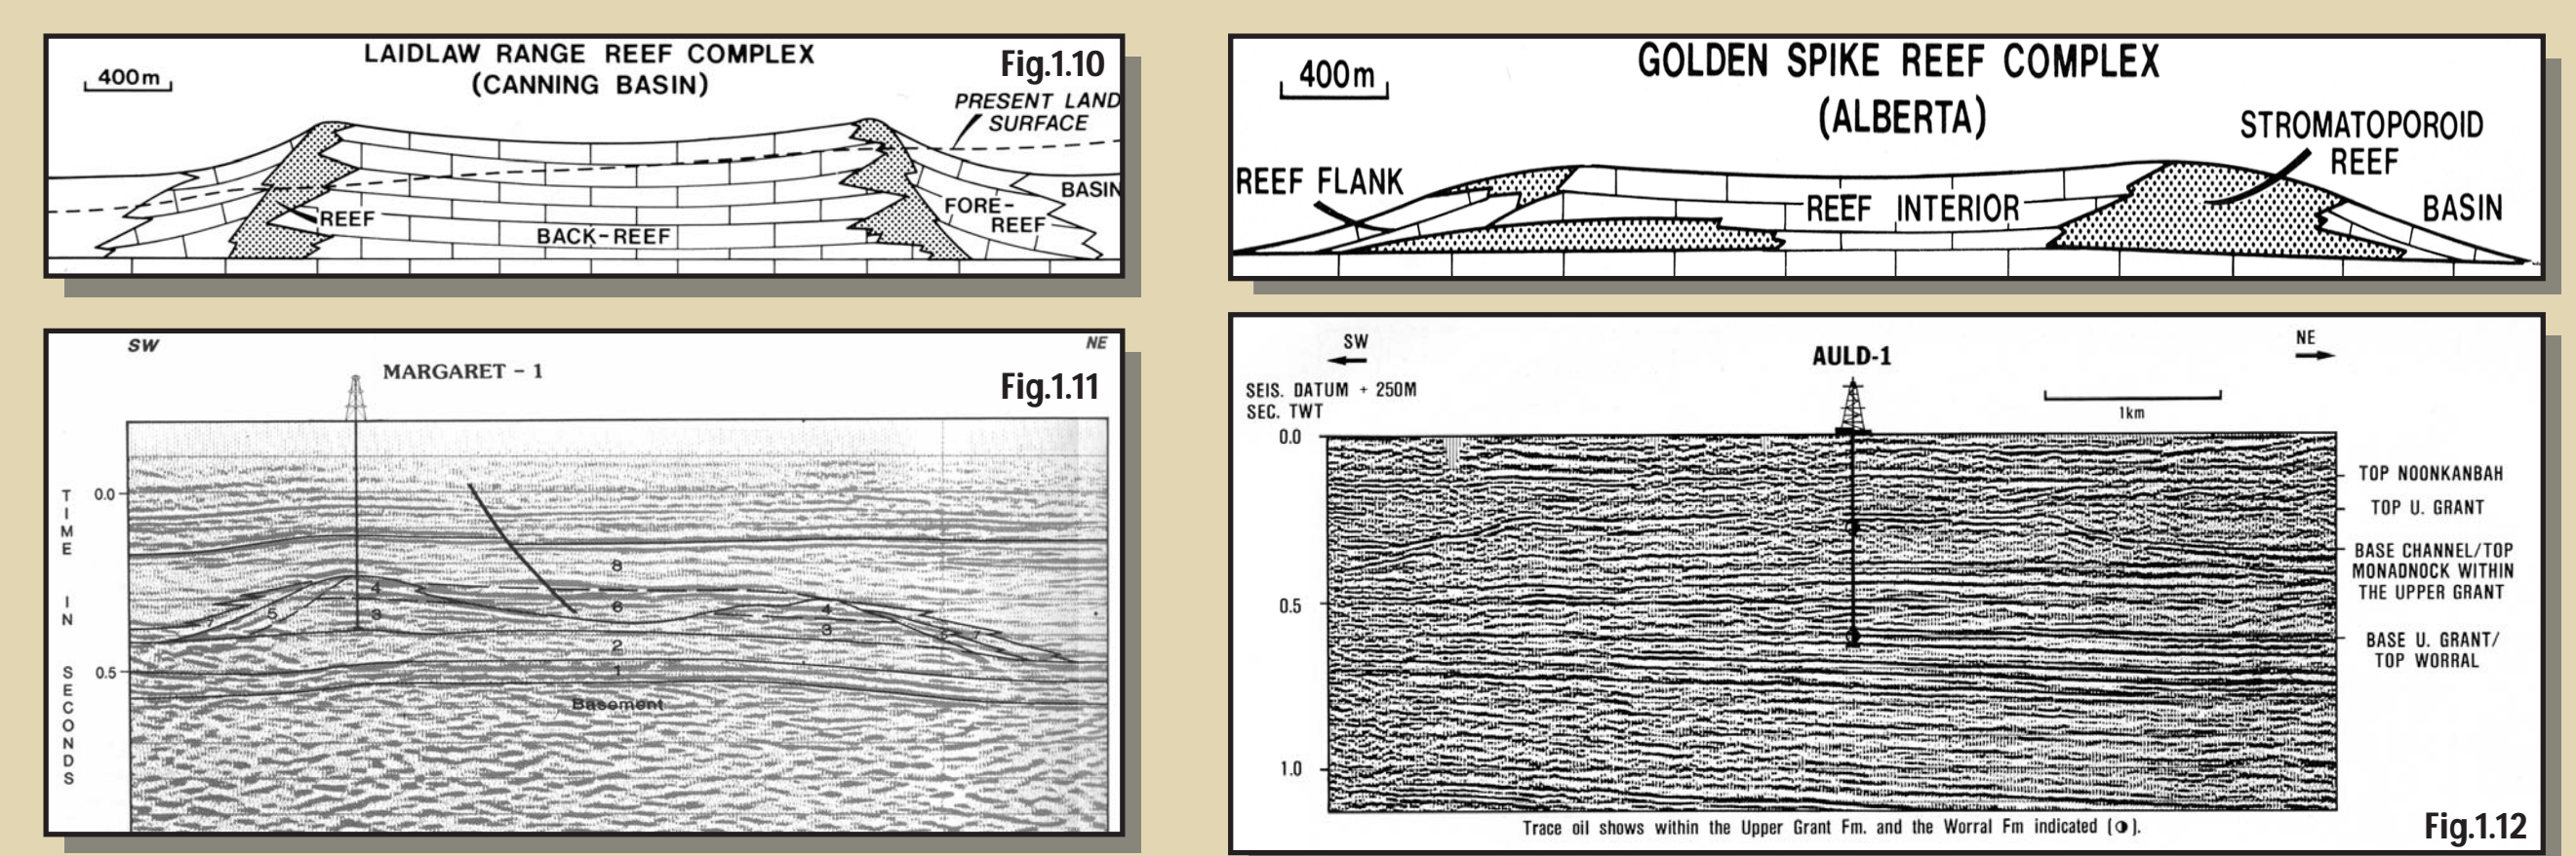 LAIDLAW RANGE REEF COMPLEX
(CANNING BASIN)
Fig.1.10
400m
PRESENT LAND
SURFACE
REEF
BACK-REEF
FORE-
REEF
BASIN
GOLDEN SPIKE REEF COMPLEX
(ALBERTA)
400m
STROMATOPOROID
REEF
REEF FLANK
REEF INTERIOR
BASIN
SW
NE
MARGARET - 1
Fig.1.11
TIME IN SECONDS
0.0
0.5
8
4
6
4
5
3
3
7
7
2
1
Basement
SW
NE
AULD-1
SEIS. DATUM + 250M
SEC. TWT
1km
0.0
0.5
1.0
TOP NOONKANBAH
TOP U. GRANT
BASE CHANNEL/TOP
MONADNOCK WITHIN
THE UPPER GRANT
BASE U. GRANT/
TOP WORRAL
Trace oil shows within the Upper Grant Fm. and the Worral Fm indicated (◑).
Fig.1.12